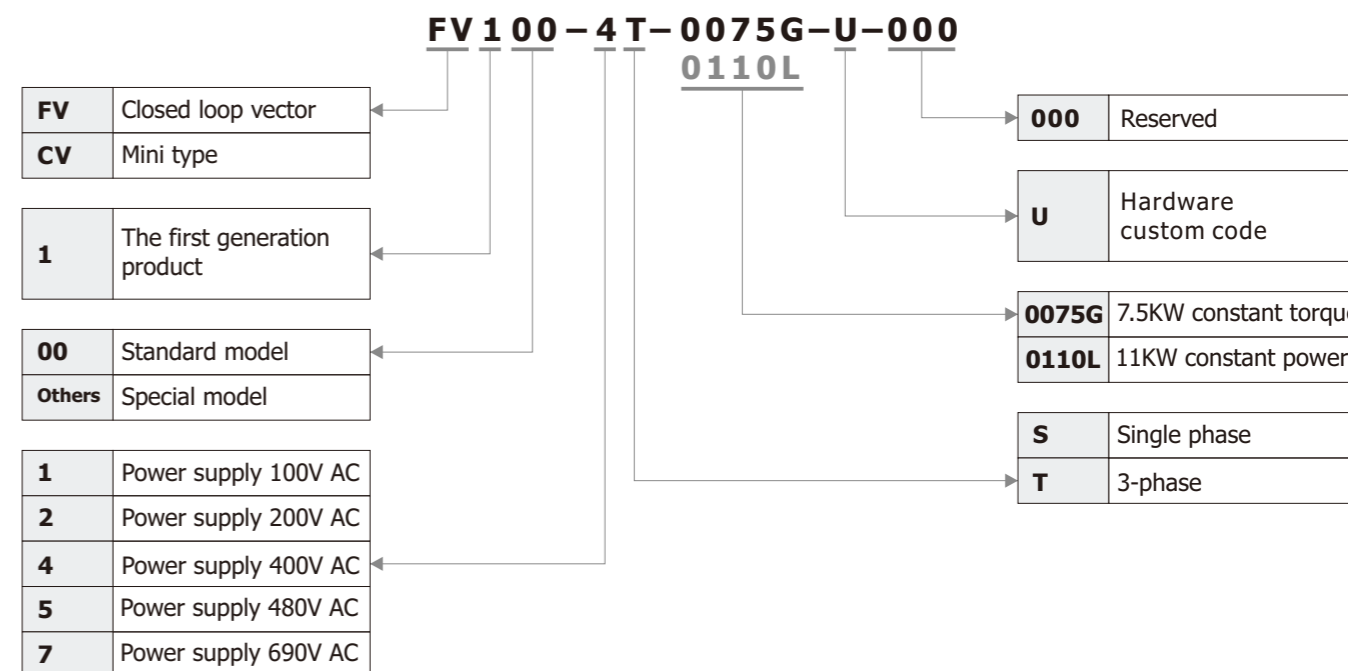 FV100-4T-0075G-U-000
0110L
FV Closed loop vector
CV Mini type
1 The first generation
product
00 Standard model
Others Special model
1 Power supply 100V AC
2 Power supply 200V AC
4 Power supply 400V AC
5 Power supply 480V AC
7 Power supply 690V AC
000 Reserved
U Hardware
custom code
0075G 7.5KW constant torque
0110L 11KW constant power
S Single phase
T 3-phase